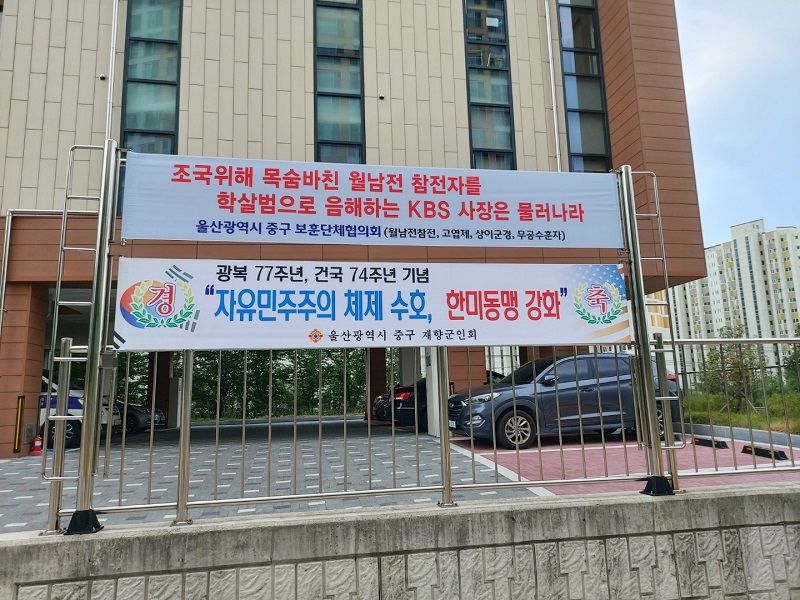 조국위해 목숨바친 월남전 참전자를
학살범으로 음해하는 KBS 사장은 물러나라
울산광역시 중구 보훈단체협의회 (월남전참전, 고엽제, 상이군경, 무공수훈자)
광복 77주년, 건국 74주년 기념
경 “자유민주주의 체제 수호, 한미동맹 강화” 축
울산광역시 중구 재향군인회